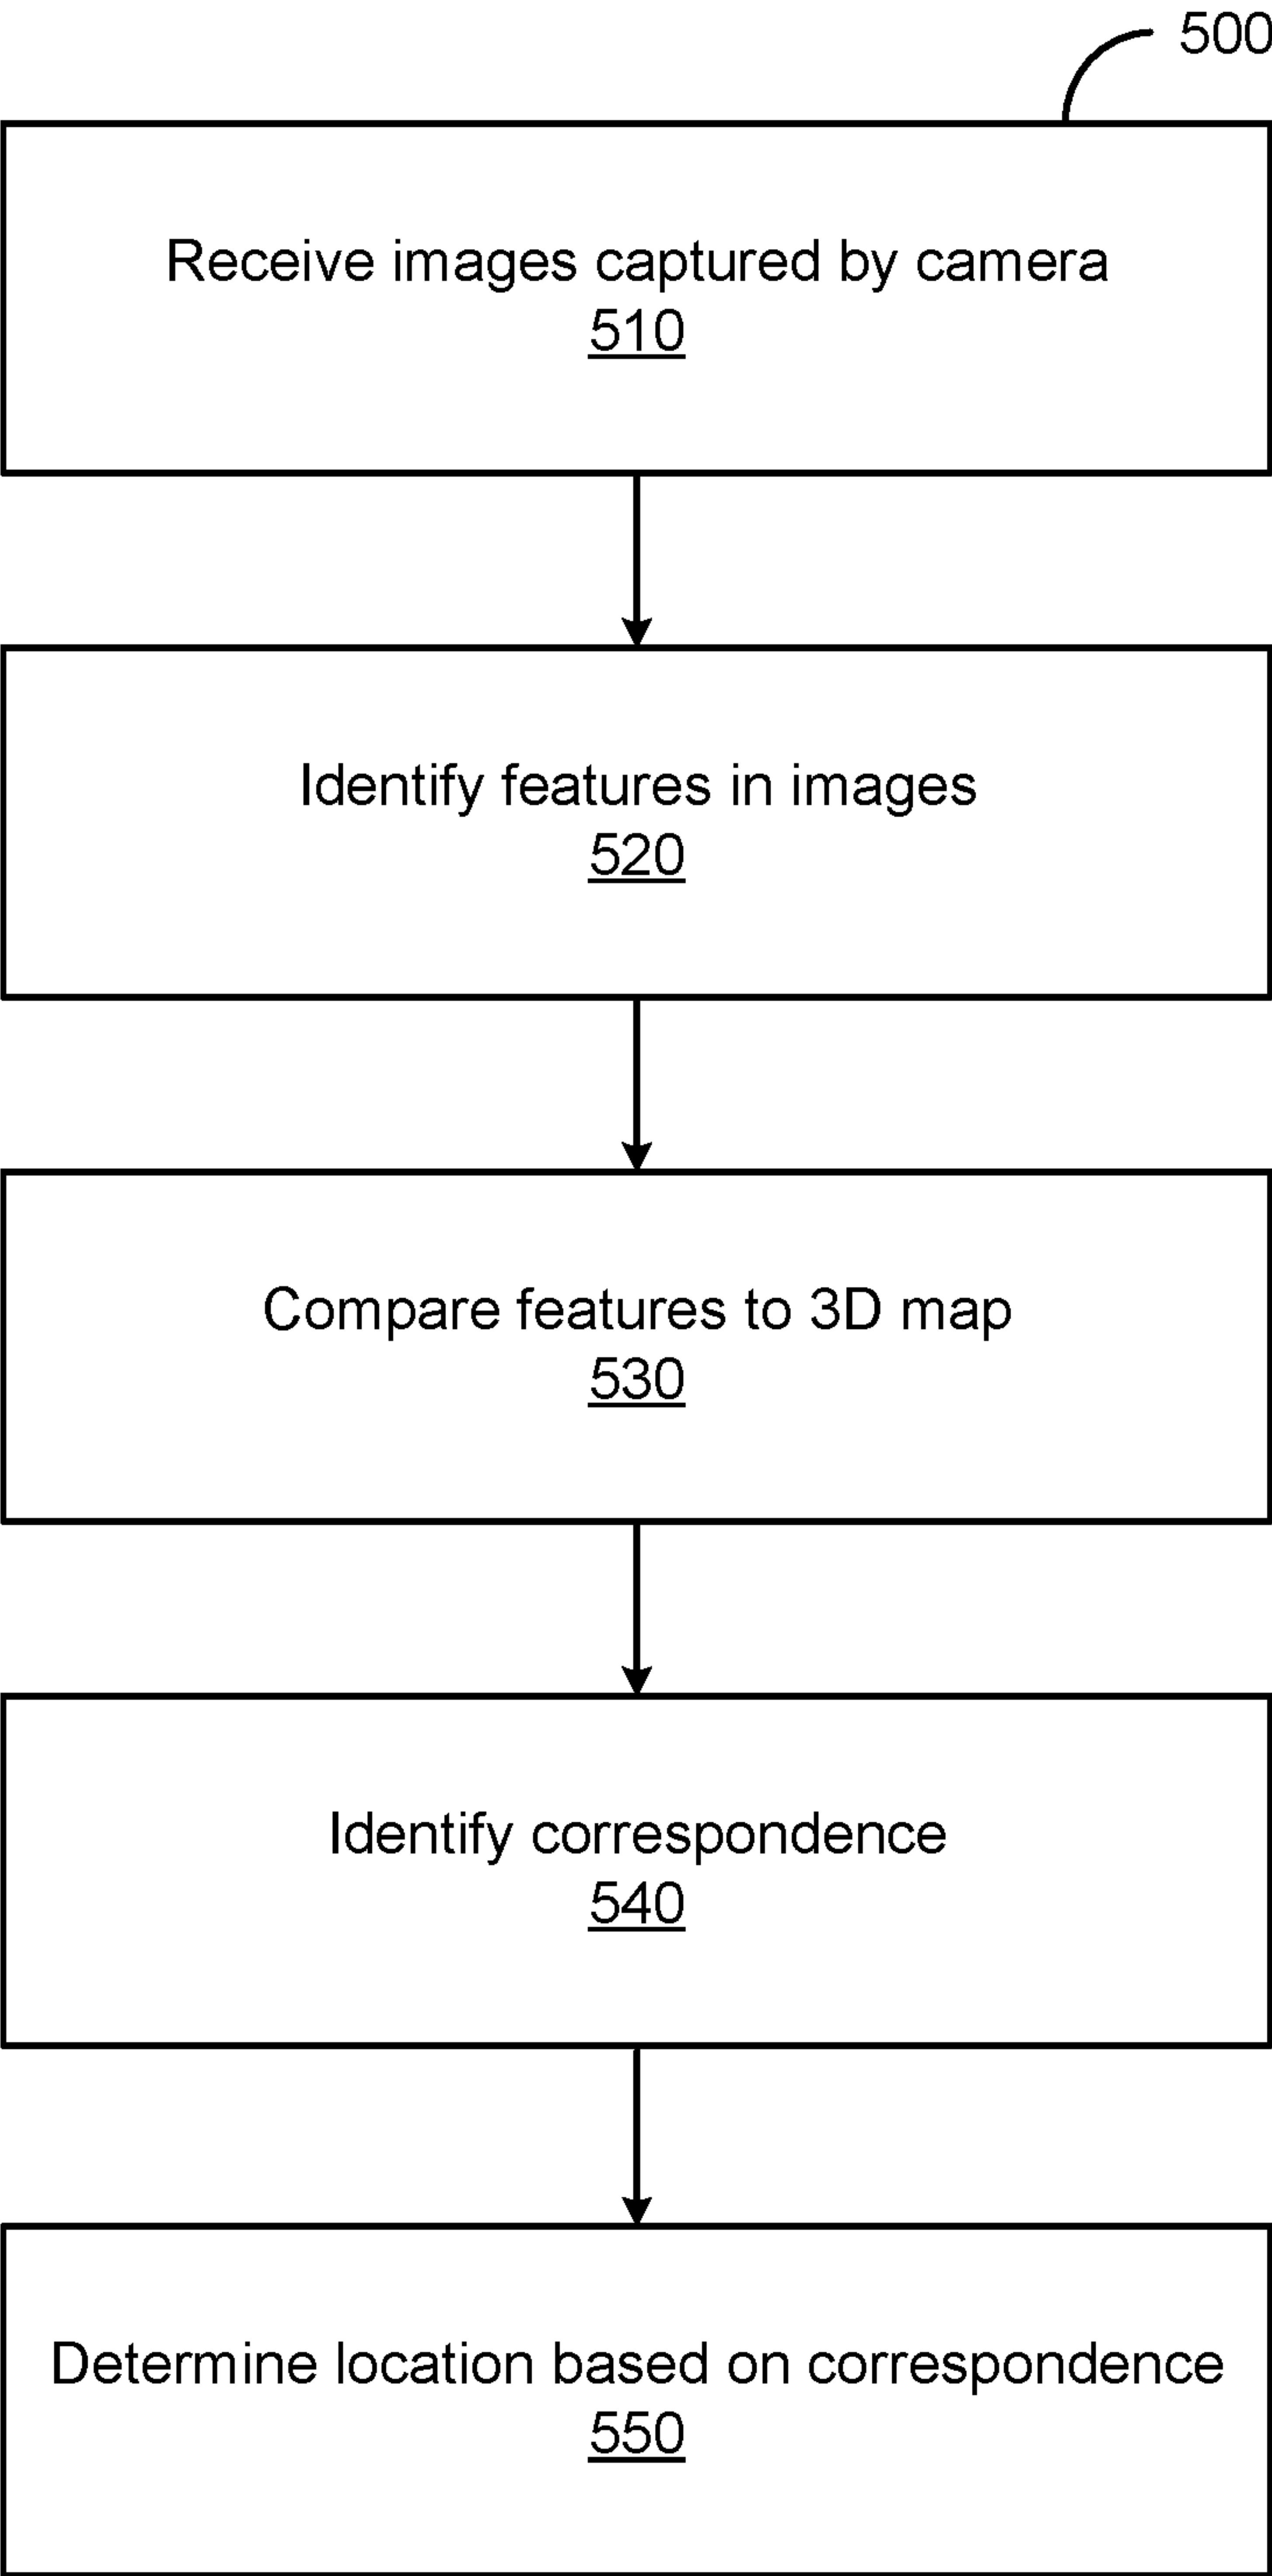 500
Receive images captured by camera
510
Identify features in images
520
Compare features to 3D map
530
Identify correspondence
540
Determine location based on correspondence
550